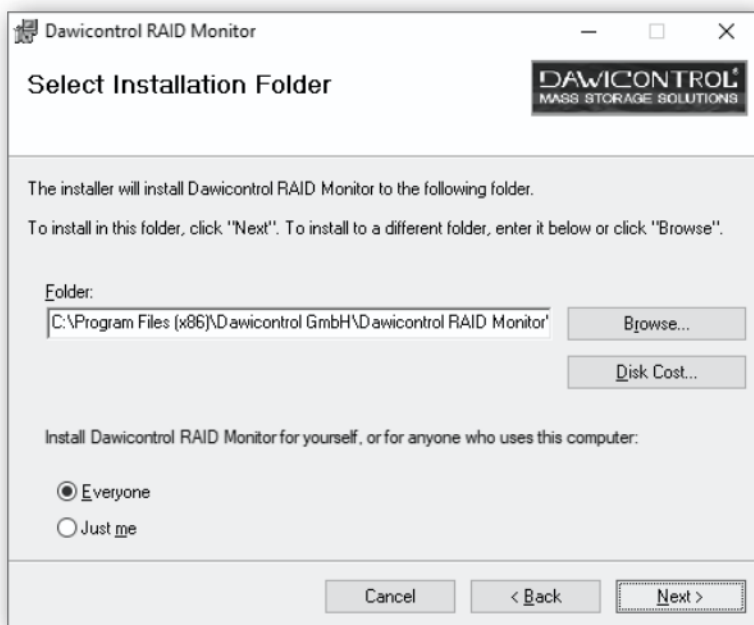 Dawicontrol RAID Monitor
Select Installation Folder
DAWICONTROL®
MASS STORAGE SOLUTIONS
The installer will install Dawicontrol RAID Monitor to the following folder.
To install in this folder, click "Next". To install to a different folder, enter it below or click "Browse".
Folder:
C:\Program Files (x86)\Dawicontrol GmbH\Dawicontrol RAID Monitor\
Browse...
Disk Cost...
Install Dawicontrol RAID Monitor for yourself, or for anyone who uses this computer:
Everyone
Just me
Cancel
< Back
Next >